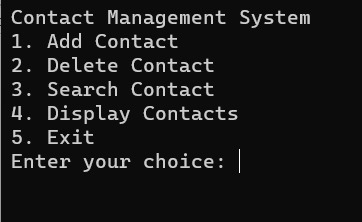 Contact Management System
1. Add Contact
2. Delete Contact
3. Search Contact
4. Display Contacts
5. Exit
Enter your choice: